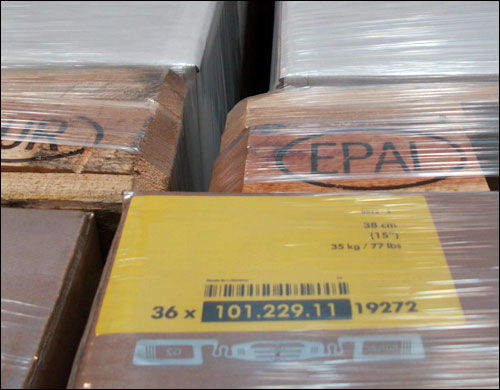 UR
EPAL
38 cm
(15")
35 kg / 77 lbs
36 x 101.229.11 19272